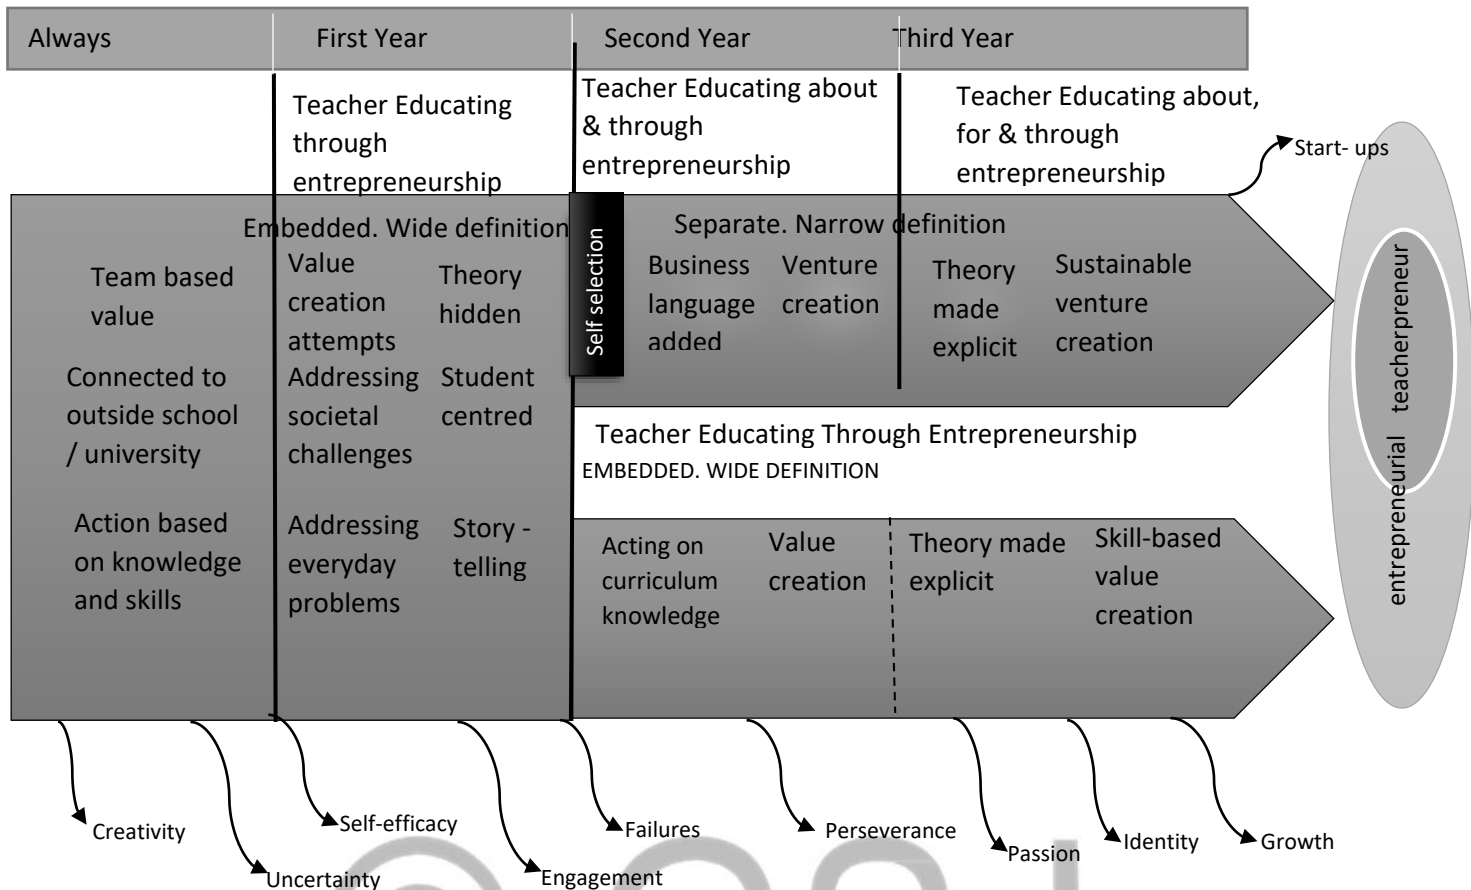 Always
First Year
Second Year
Third Year
Teacher Educating
through
entrepreneurship
Teacher Educating about
& through
entrepreneurship
Teacher Educating about,
for & through
entrepreneurship
Start- ups
Embedded. Wide definition
Separate. Narrow definition
Team based
value
Connected to
outside school
/ university
Action based
on knowledge
and skills
Value
creation
attempts
Theory
hidden
Addressing
societal
challenges
Student
centred
Addressing
everyday
problems
Story -
telling
Self selection
Business
language
added
Venture
creation
Theory
made
explicit
Sustainable
venture
creation
Teacher Educating Through Entrepreneurship
EMBEDDED. WIDE DEFINITION
Acting on
curriculum
knowledge
Value
creation
Theory made
explicit
Skill-based
value
creation
entrepreneurial teacherpreneur
Creativity
Uncertainty
Self-efficacy
Engagement
Failures
Perseverance
Passion
Identity
Growth